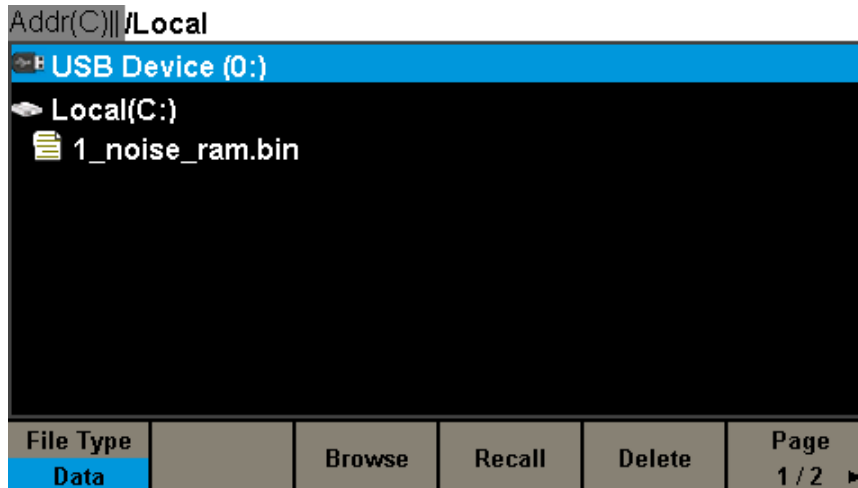 Addr(C) /Local
USB Device (0:)
Local(C:)
1_noise_ram.bin
File Type
Data
Browse
Recall
Delete
Page
1/2